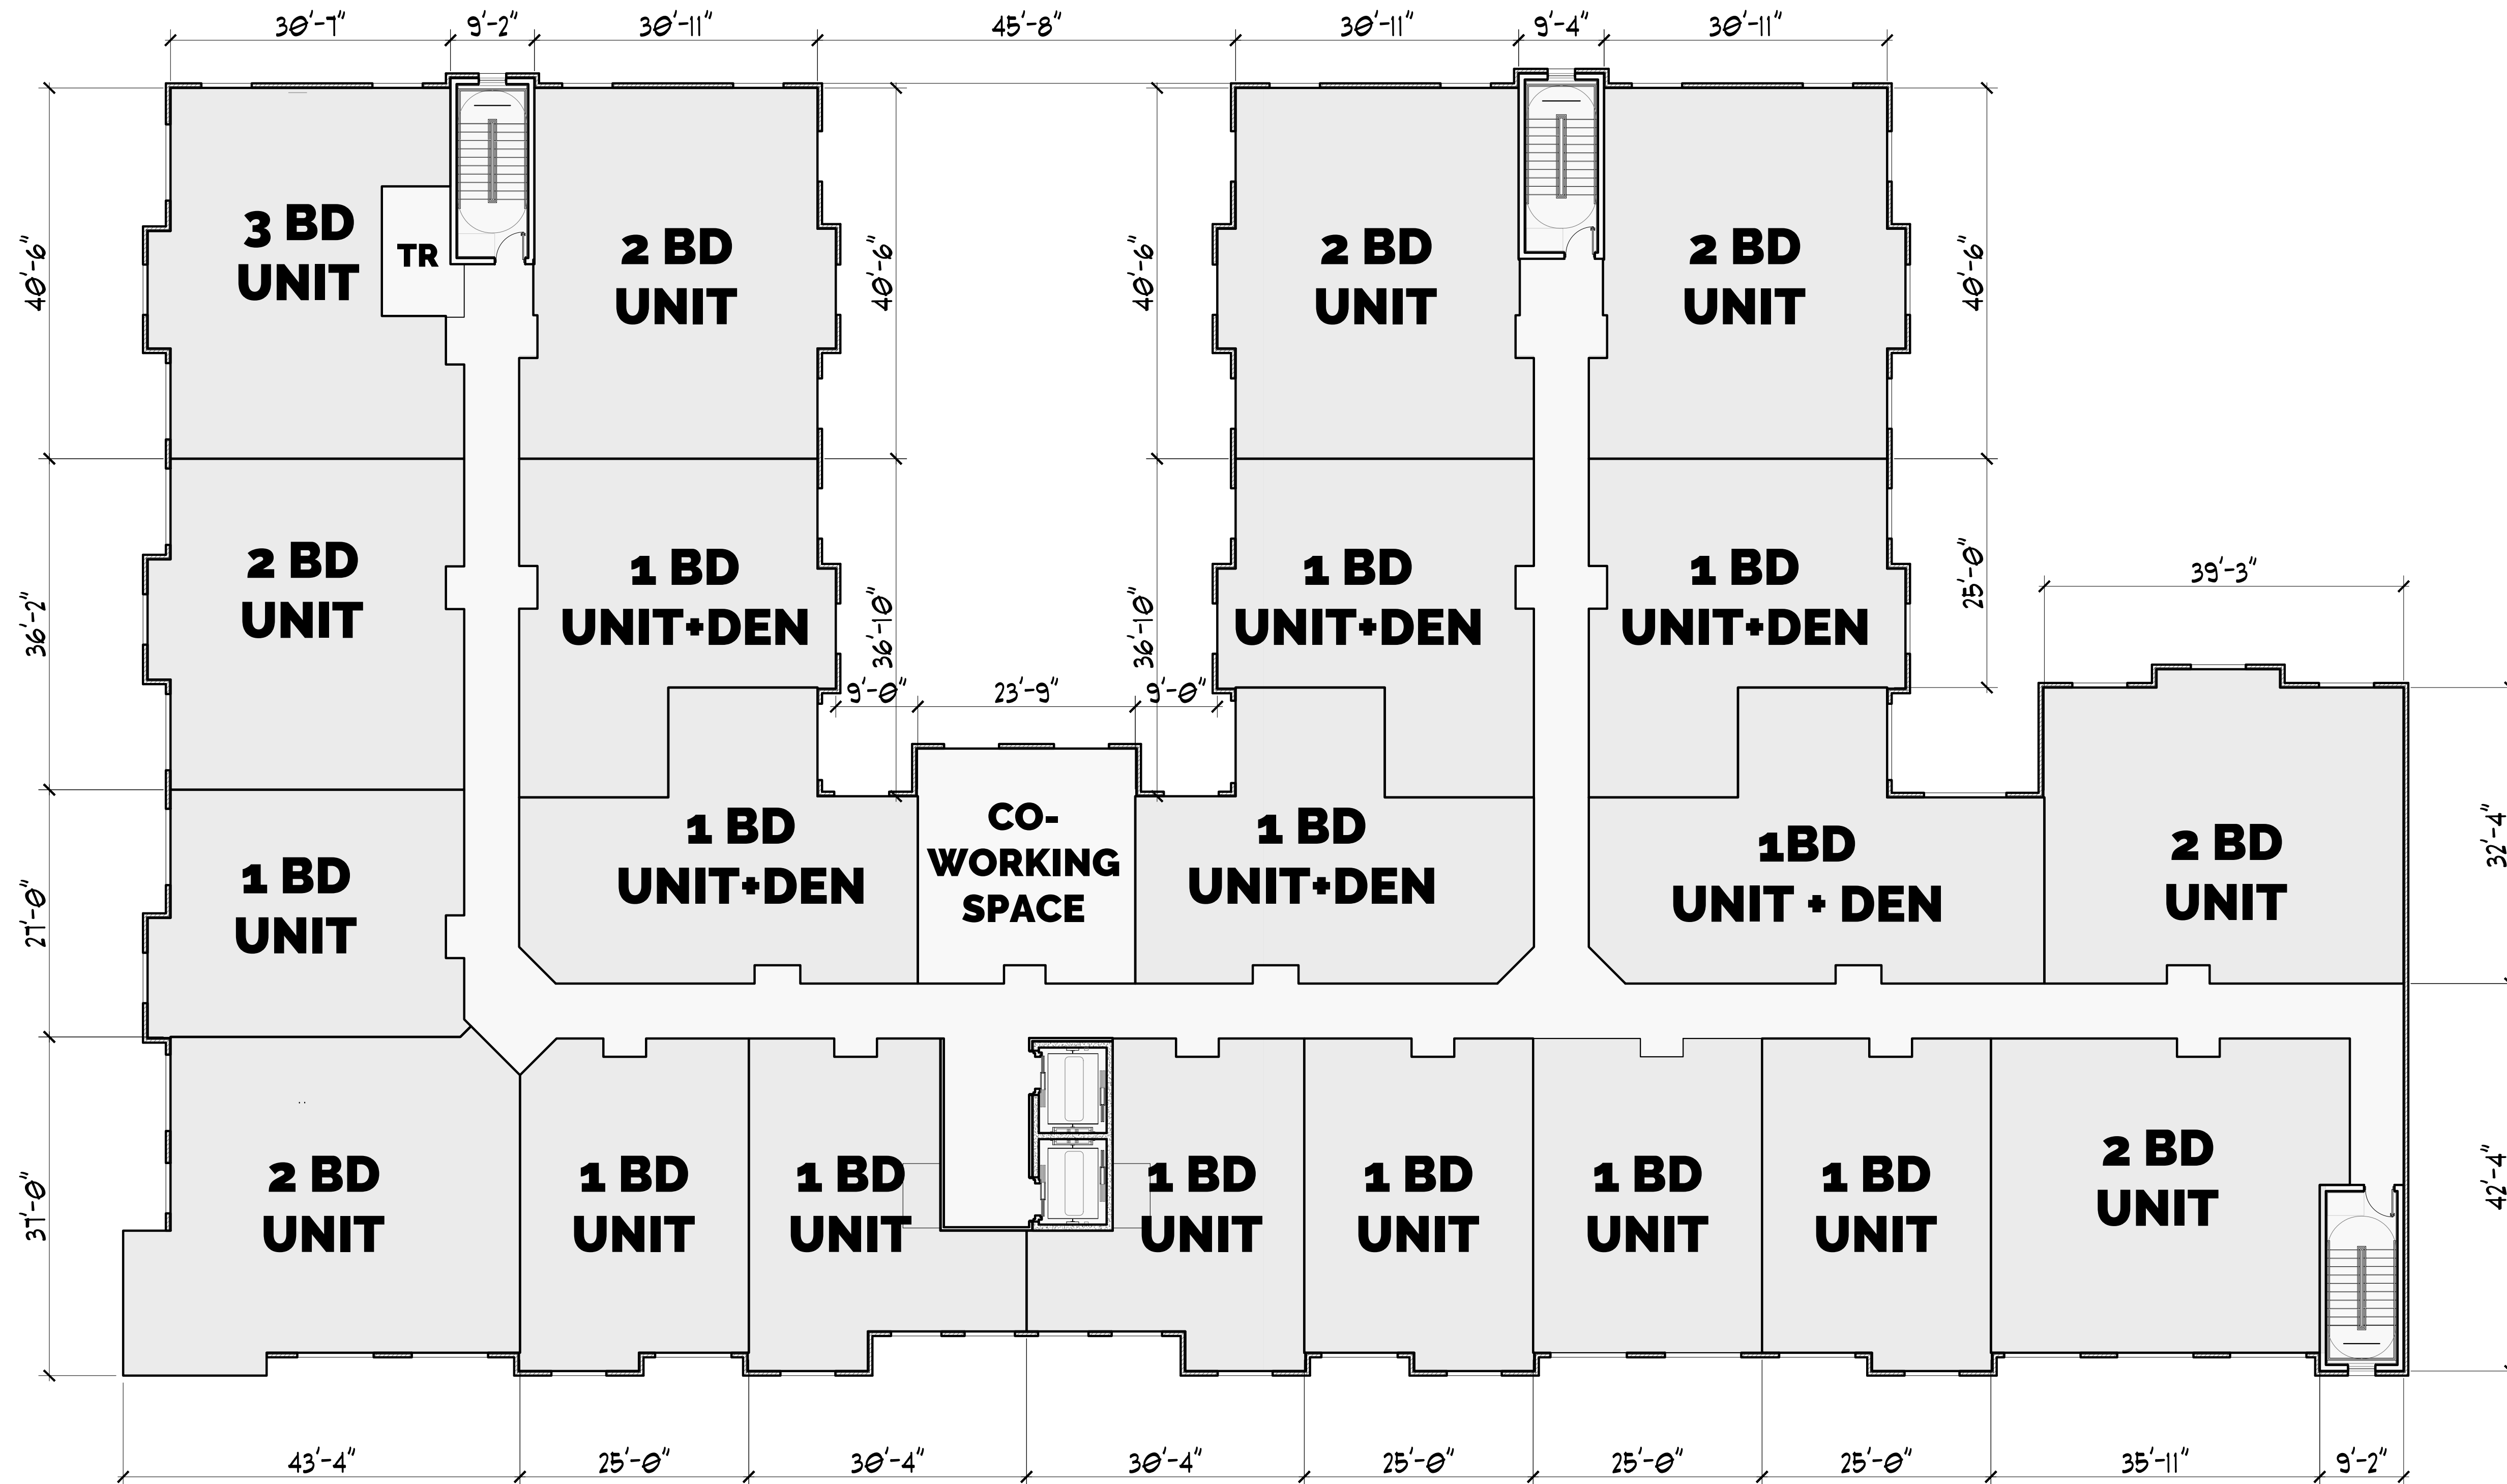 30'-7" 9'-2" 30'-11" 45'-8" 30'-11" 9'-4" 30'-11"
3 BD
UNIT
TR
2 BD
UNIT
2 BD
UNIT
2 BD
UNIT
40'-6"
40'-6"
40'-6"
40'-6"
2 BD
UNIT
1 BD
UNIT+DEN
1 BD
UNIT+DEN
1 BD
UNIT+DEN
36'-2"
36'-10"
36'-10"
25'-0"
39'-3"
9'-0" 23'-9" 9'-0"
1 BD
UNIT
1 BD
UNIT+DEN
CO-
WORKING
SPACE
1 BD
UNIT+DEN
1BD
UNIT + DEN
2 BD
UNIT
27'-0"
32'-4"
2 BD
UNIT
1 BD
UNIT
1 BD
UNIT
1 BD
UNIT
1 BD
UNIT
1 BD
UNIT
1 BD
UNIT
2 BD
UNIT
37'-0"
42'-4"
43'-4" 25'-0" 30'-4" 30'-4" 25'-0" 25'-0" 25'-0" 35'-11" 9'-2"